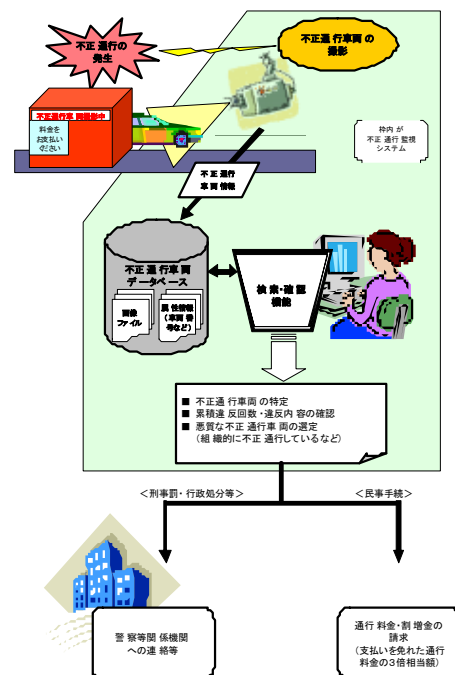 不正通行の
発生
不正通行車両の
撮影
不正通行車両撮影中
料金を
お支払い
ください
枠内が
不正通行監視
システム
不正通行
車両情報
不正通行車両
データベース
画像
ファイル
属性情報
(車両番
号など)
検索・確認
機能
■ 不正通行車両の特定
■ 累積違反回数・違反内容の確認
■ 悪質な不正通行車両の選定
(組織的に不正通行しているなど)
<刑事罰・行政処分等>
<民事手続>
警察等関係機関
への連絡等
通行料金・割増金の
請求
(支払いを免れた通行
料金の3倍相当額)